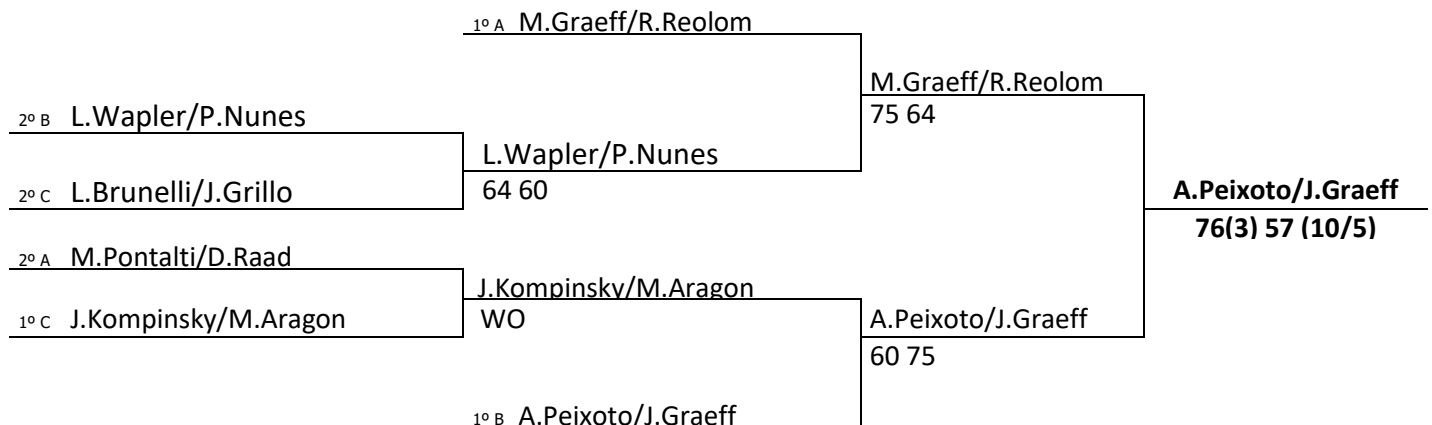 1º A M.Graeff/R.Reolom
M.Graeff/R.Reolom
75 64
2º B L.Wapler/P.Nunes
L.Wapler/P.Nunes
64 60
2º C L.Brunelli/J.Grillo
A.Peixoto/J.Graeff
76(3) 57 (10/5)
2º A M.Pontalti/D.Raad
J.Kompinsky/M.Aragon
WO
1º C J.Kompinsky/M.Aragon
A.Peixoto/J.Graeff
60 75
1º B A.Peixoto/J.Graeff